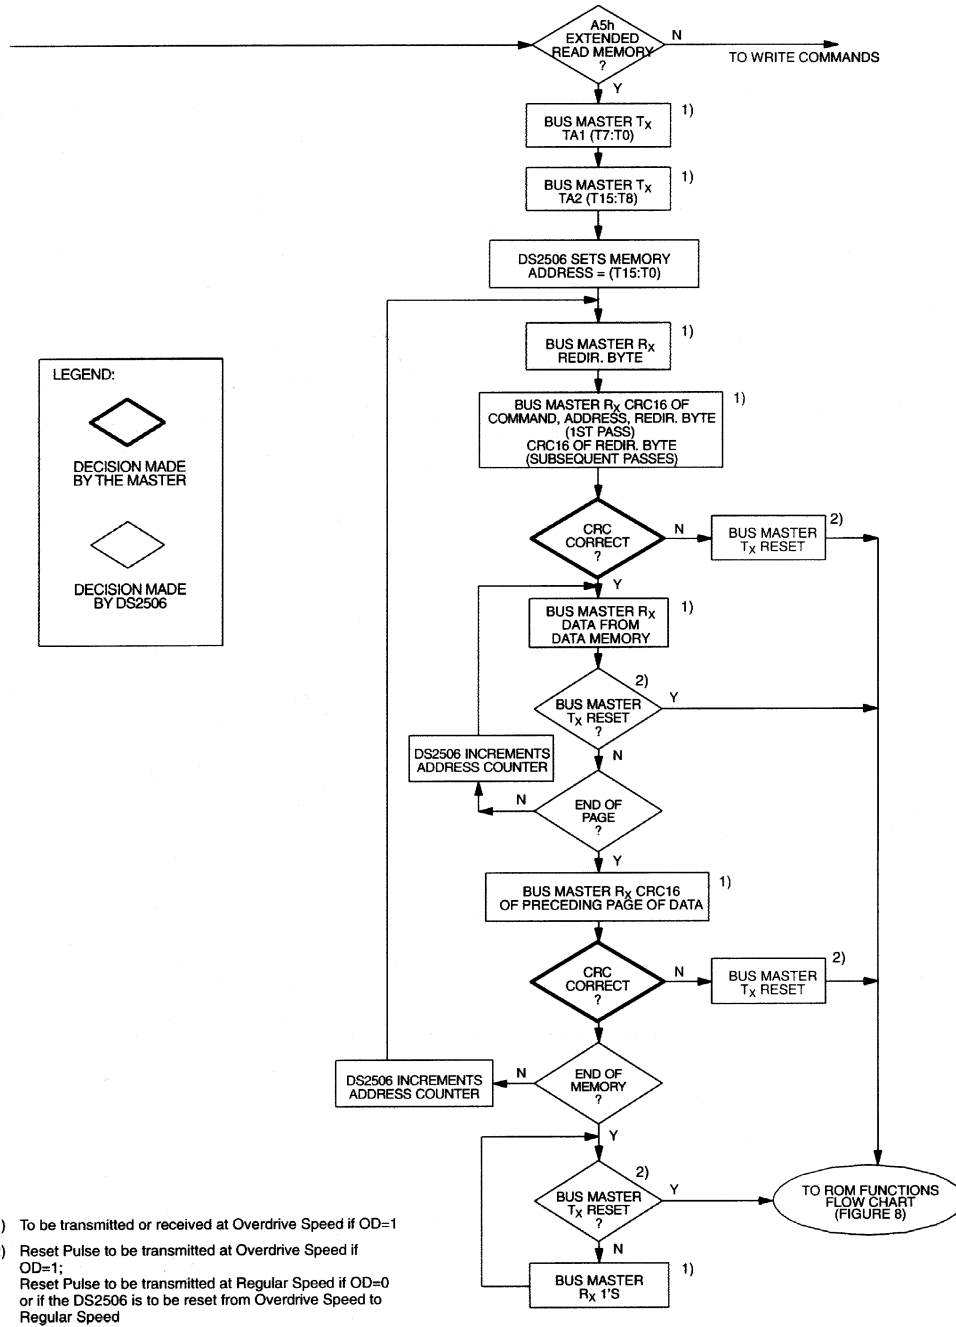 A5h
EXTENDED
READ MEMORY
?
N
TO WRITE COMMANDS
Y
BUS MASTER TX
TA1 (T7:T0)
1)
BUS MASTER TX
TA2 (T15:T8)
1)
DS2506 SETS MEMORY
ADDRESS = (T15:T0)
BUS MASTER RX
REDIR. BYTE
1)
LEGEND:
DECISION MADE
BY THE MASTER
DECISION MADE
BY DS2506
BUS MASTER RX CRC16 OF
COMMAND, ADDRESS, REDIR. BYTE
(1ST PASS)
CRC16 OF REDIR. BYTE
(SUBSEQUENT PASSES)
1)
CRC
CORRECT
?
N
BUS MASTER
TX RESET
2)
Y
BUS MASTER RX
DATA FROM
DATA MEMORY
1)
BUS MASTER
TX RESET
?
2)
Y
N
DS2506 INCREMENTS
ADDRESS COUNTER
END OF
PAGE
?
N
Y
BUS MASTER RX CRC16
OF PRECEDING PAGE OF DATA
1)
CRC
CORRECT
?
N
BUS MASTER
TX RESET
2)
END OF
MEMORY
?
N
DS2506 INCREMENTS
ADDRESS COUNTER
Y
BUS MASTER
TX RESET
?
2)
Y
TO ROM FUNCTIONS
FLOW CHART
(FIGURE 8)
N
BUS MASTER
RX 1'S
1)
) To be transmitted or received at Overdrive Speed if OD=1
) Reset Pulse to be transmitted at Overdrive Speed if
OD=1;
Reset Pulse to be transmitted at Regular Speed if OD=0
or if the DS2506 is to be reset from Overdrive Speed to
Regular Speed